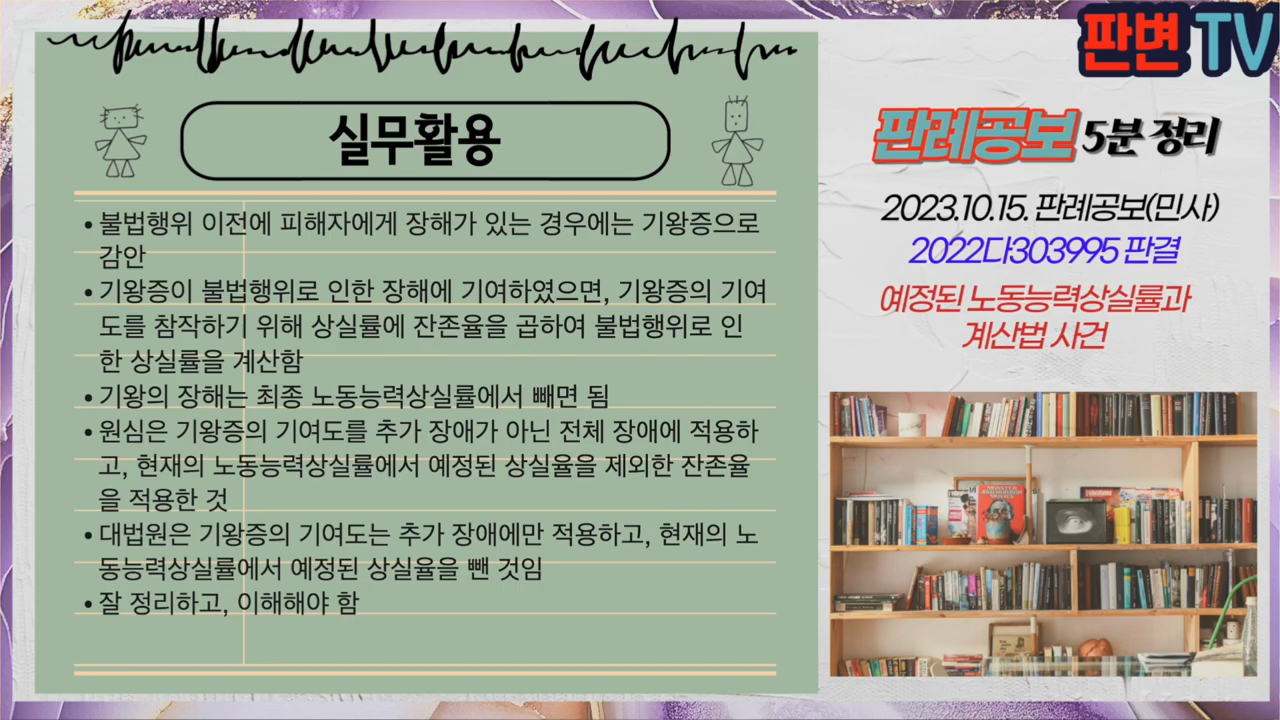 판변 TV
실무활용
• 불법행위 이전에 피해자에게 장해가 있는 경우에는 기왕증으로
감안
• 기왕증이 불법행위로 인한 장해에 기여하였으면, 기왕증의 기여
도를 참작하기 위해 상실률에 잔존율을 곱하여 불법행위로 인
한 상실률을 계산함
• 기왕의 장해는 최종 노동능력상실률에서 빼면 됨
• 원심은 기왕증의 기여도를 추가 장애가 아닌 전체 장애에 적용하
고, 현재의 노동능력상실률에서 예정된 상실율을 제외한 잔존율
을 적용한 것
• 대법원은 기왕증의 기여도는 추가 장애에만 적용하고, 현재의 노
동능력상실률에서 예정된 상실율을 뺀 것임
• 잘 정리하고, 이해해야 함
판례공보 5분 정리
2023.10.15. 판례공보(민사)
2022다303995 판결
예정된 노동능력상실률과
계산법 사건